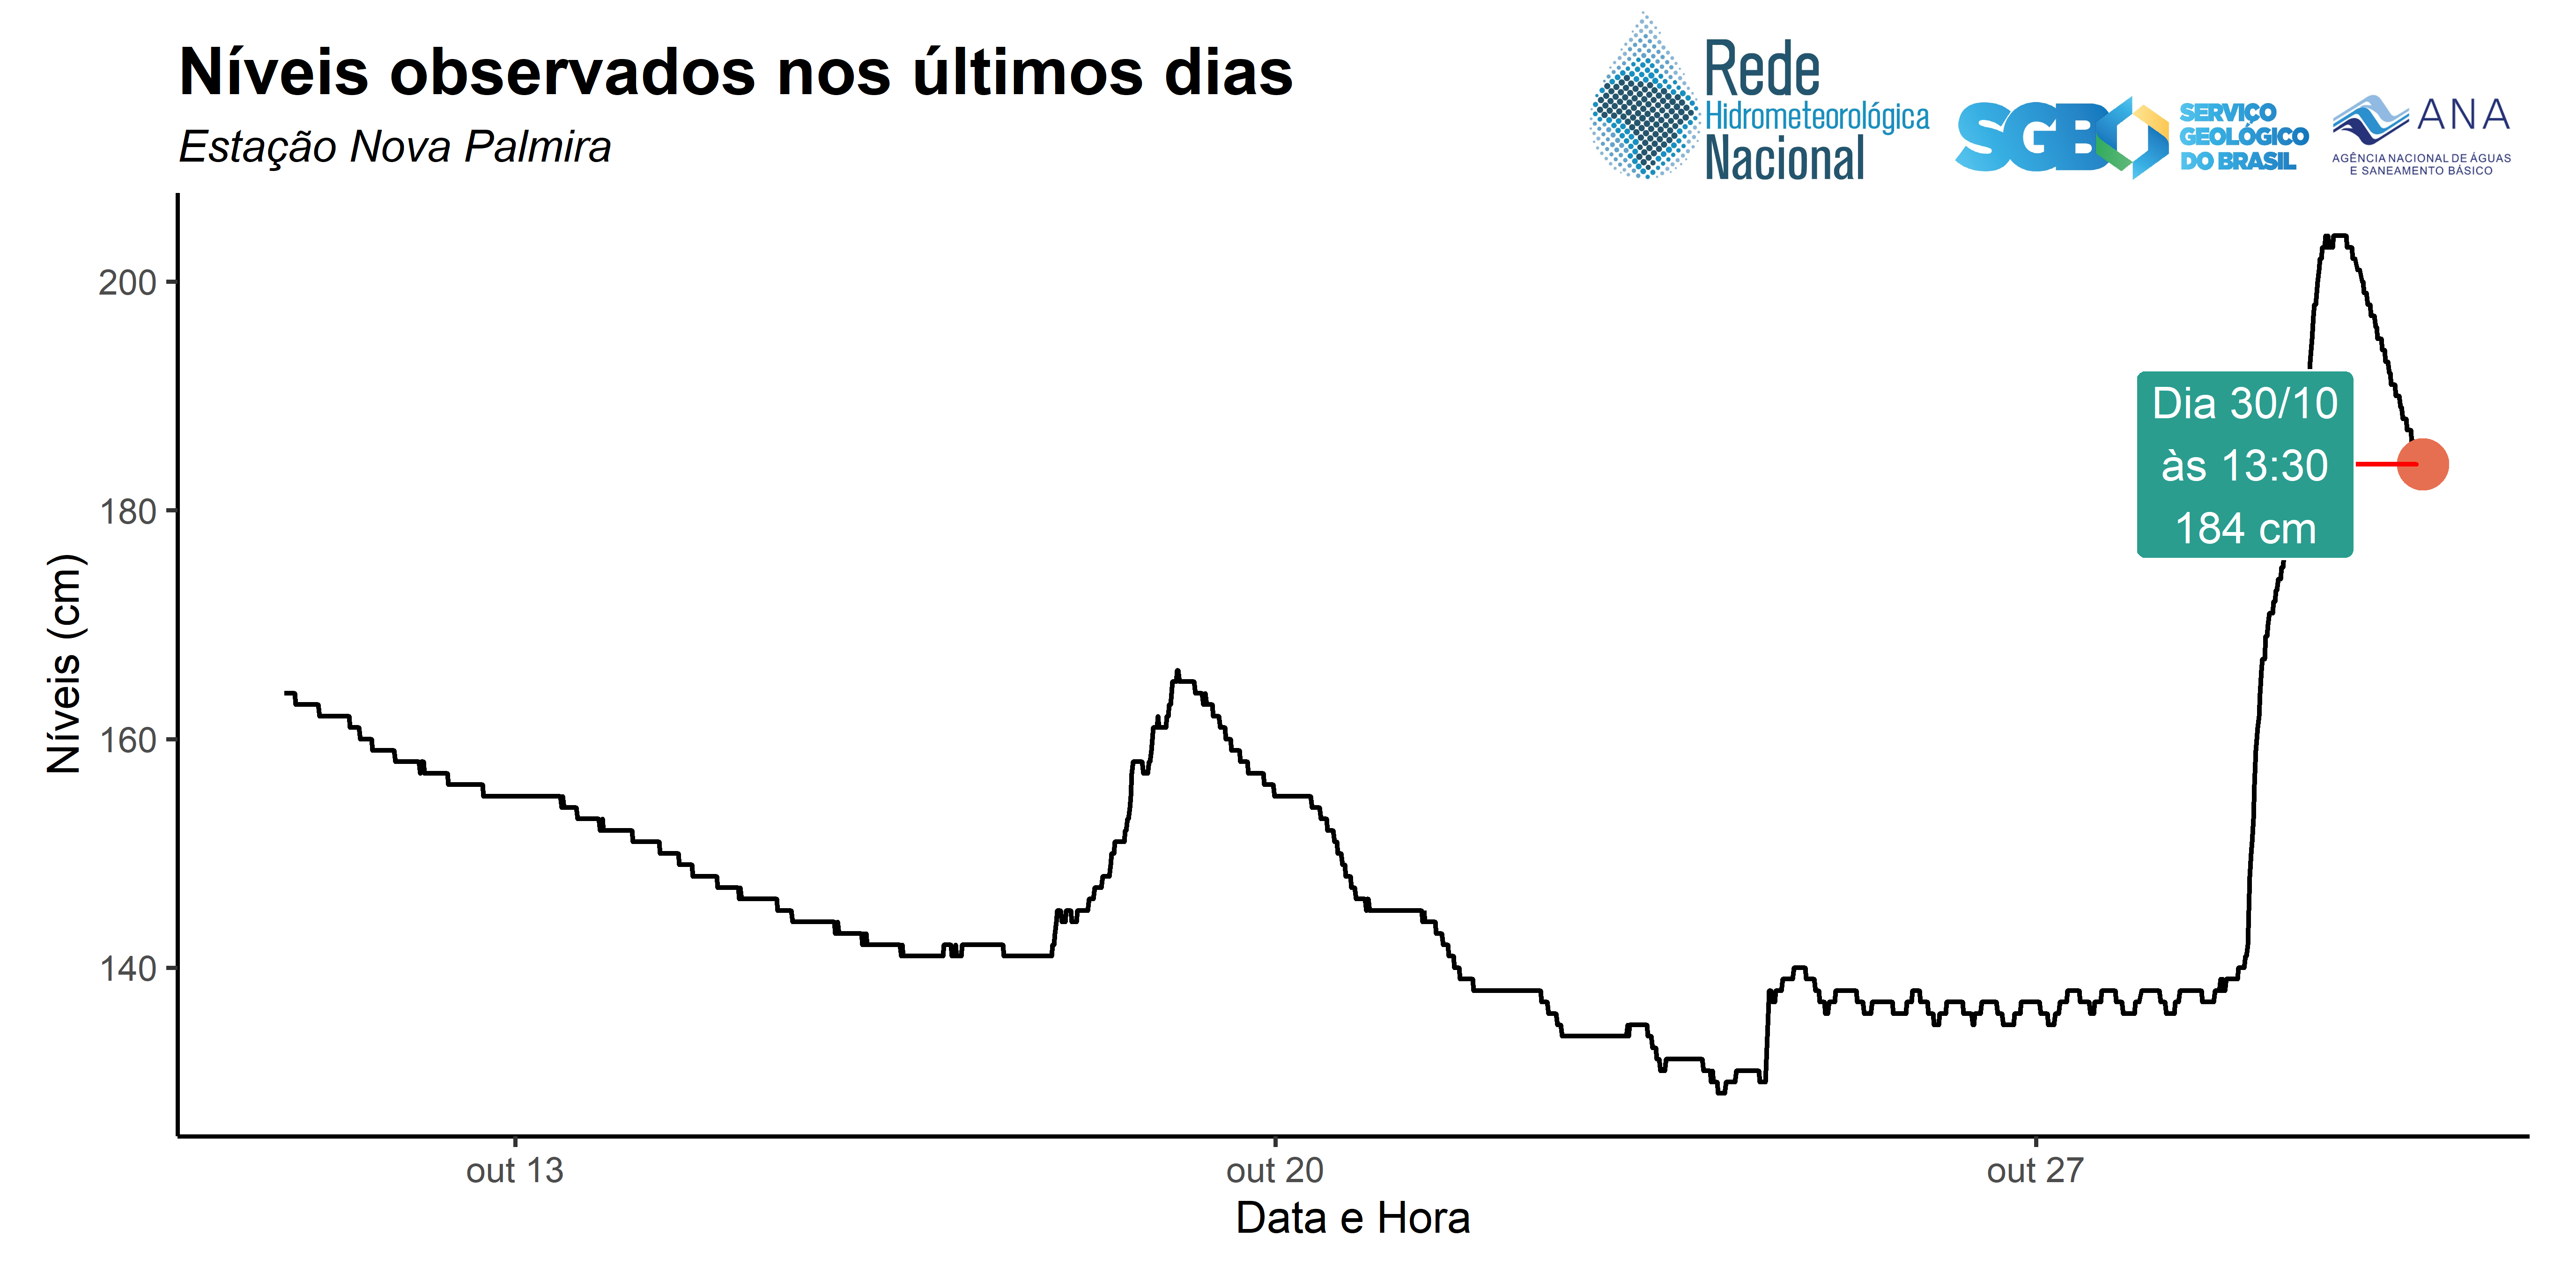 Níveis observados nos últimos dias
Estação Nova Palmira
Rede
Hidrometeorológica
Nacional
SGB
SERVIÇO
GEOLÓGICO
DO BRASIL
ANA
AGÊNCIA NACIONAL DE ÁGUAS
E SANEAMENTO BÁSICO
Níveis (cm)
200
180
160
140
Dia 30/10
às 13:30
184 cm
out 13
out 20
out 27
Data e Hora